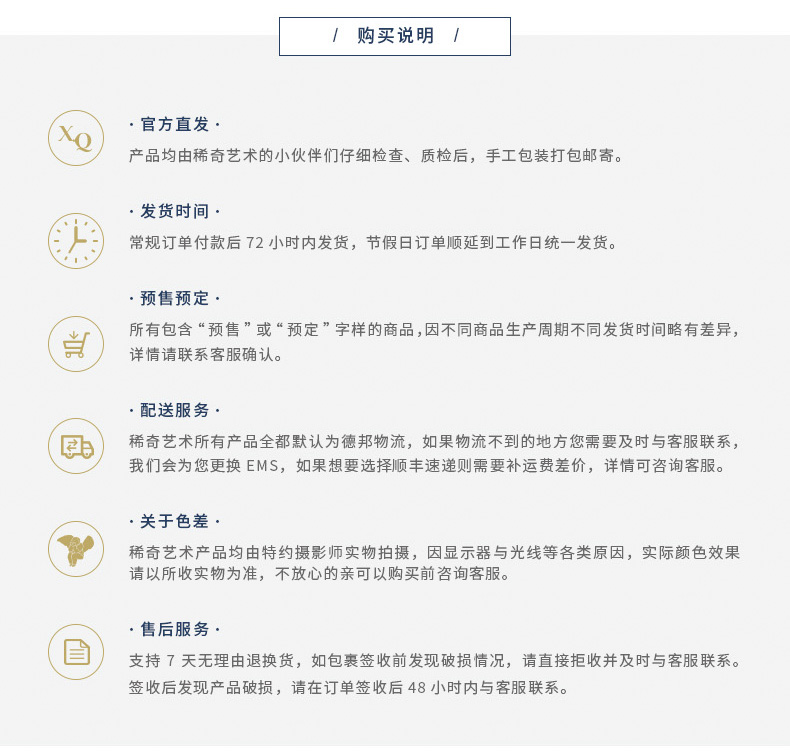 / 购买说明 /
XQ
· 官方直发 ·
产品均由稀奇艺术的小伙伴们仔细检查、质检后，手工包装打包邮寄。
· 发货时间 ·
常规订单付款后 72 小时内发货，节假日订单顺延到工作日统一发货。
· 预售预定 ·
所有包含“预售”或“预定”字样的商品,因不同商品生产周期不同发货时间略有差异，
详情请联系客服确认。
· 配送服务 ·
稀奇艺术所有产品全都默认为德邦物流，如果物流不到的地方您需要及时与客服联系，
我们会为您更换 EMS，如果想要选择顺丰速递则需要补运费差价，详情可咨询客服。
· 关于色差 ·
稀奇艺术产品均由特约摄影师实物拍摄，因显示器与光线等各类原因，实际颜色效果
请以所收实物为准，不放心的亲可以购买前咨询客服。
· 售后服务 ·
支持 7 天无理由退换货，如包裹签收前发现破损情况，请直接拒收并及时与客服联系。
签收后发现产品破损，请在订单签收后 48 小时内与客服联系。